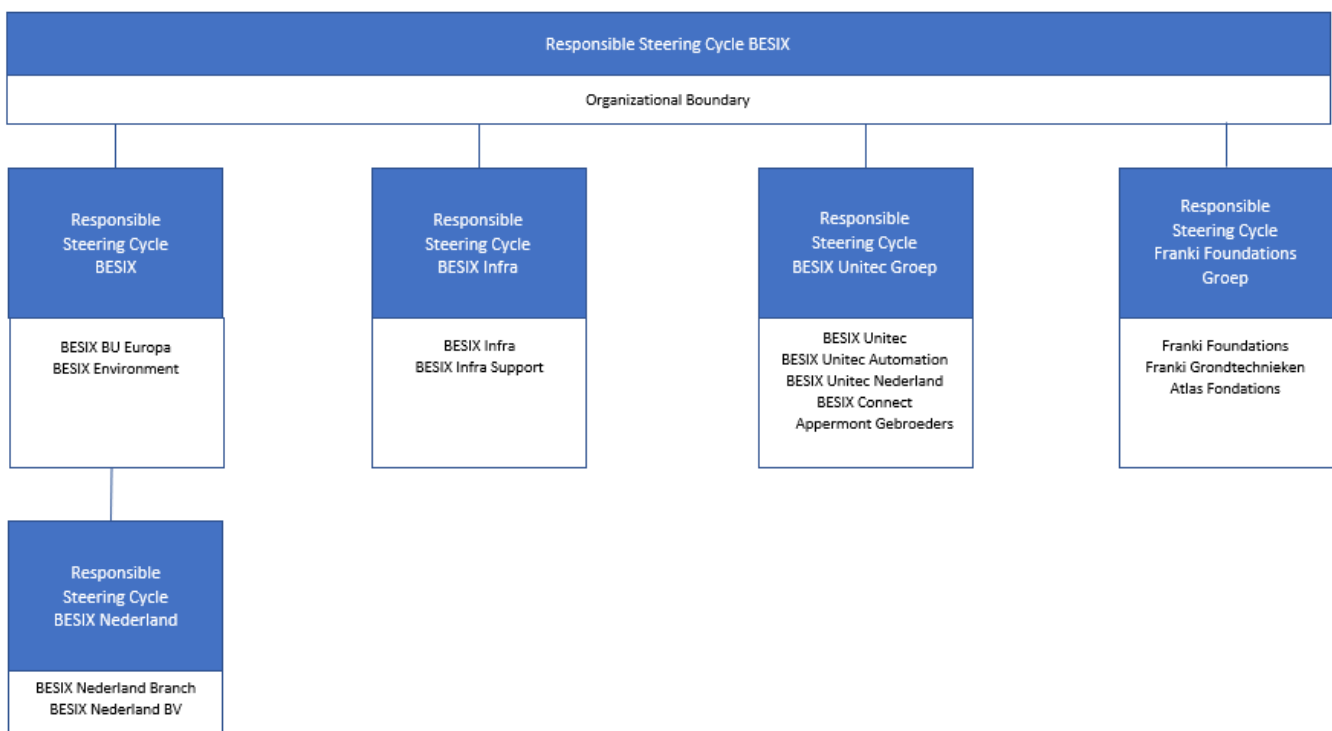 Responsible Steering Cycle BESIX
Organizational Boundary
Responsible
Steering Cycle
BESIX
BESIX BU Europa
BESIX Environment
Responsible
Steering Cycle
BESIX Infra
BESIX Infra
BESIX Infra Support
Responsible
Steering Cycle
BESIX Unitec Groep
BESIX Unitec
BESIX Unitec Automation
BESIX Unitec Nederland
BESIX Connect
Appermont Gebroeders
Responsible
Steering Cycle
Franki Foundations
Groep
Franki Foundations
Franki Grondtechnieken
Atlas Fondations
Responsible
Steering Cycle
BESIX Nederland
BESIX Nederland Branch
BESIX Nederland BV